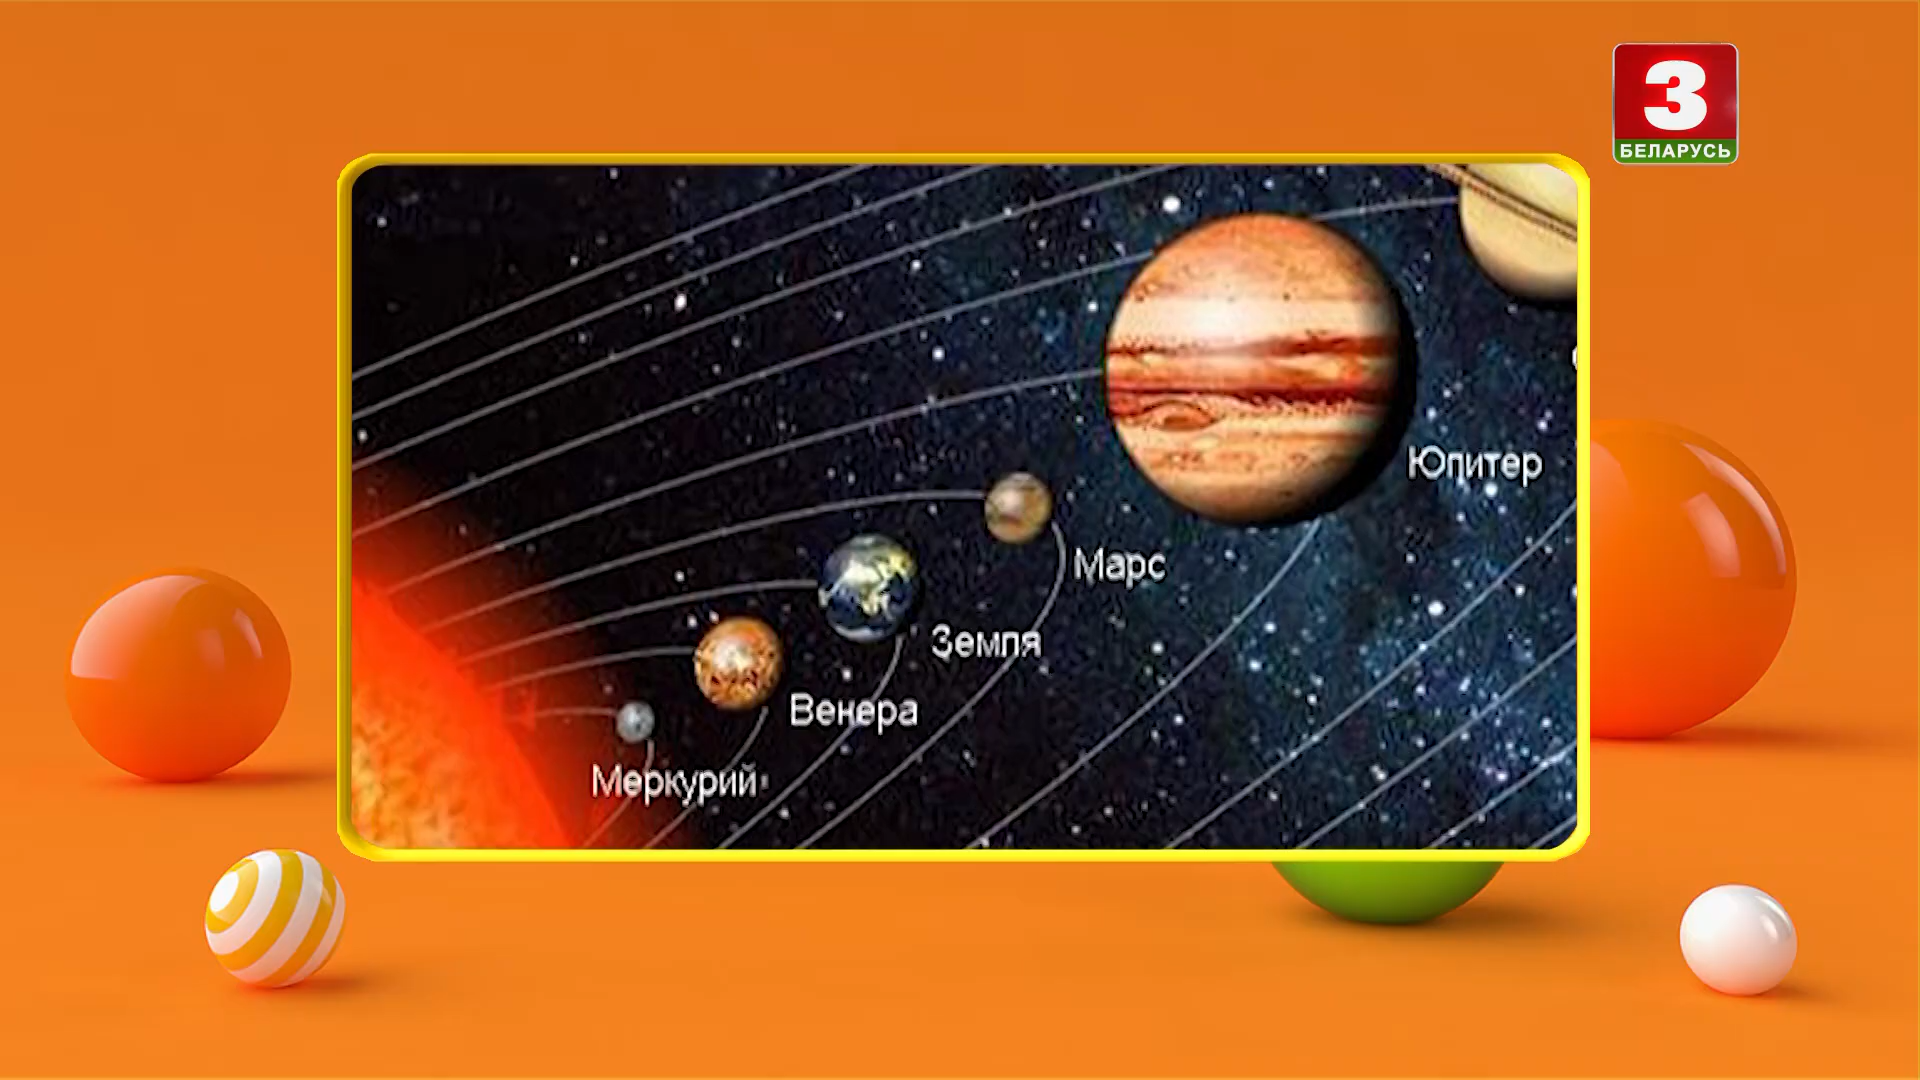 3
БЕЛАРУСЬ
Юпитер
Марс
Земля
Венера
Меркурий